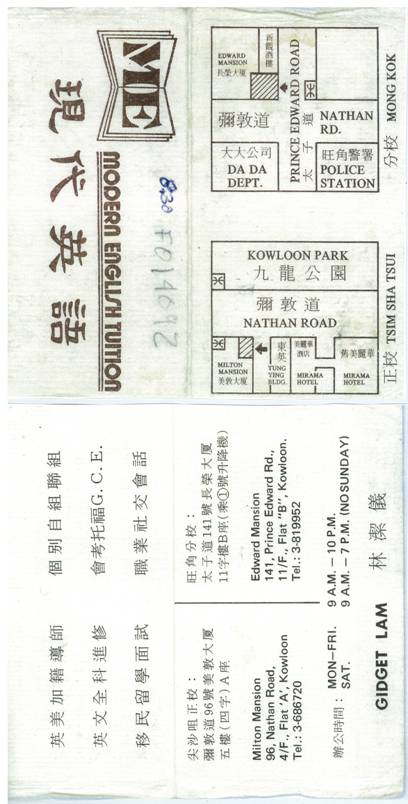 ME
現代英語
MODERN ENGLISH TUITION
8:30
EDWARD MANSION
長榮大廈
新觀酒樓
PRINCE EDWARD ROAD
太子道
彌敦道
NATHAN RD.
大大公司
DA DA DEPT.
旺角警署
POLICE STATION
分校 MONG KOK
KOWLOON PARK
九龍公園
彌敦道
NATHAN ROAD
MILTON MANSION
美敦大廈
東英
TUNG YING BLDG.
美麗華酒店
MIRAMA HOTEL
舊美麗華
MIRAMA HOTEL
正校 TSIM SHA TSUI
英美加籍導師 個別自組聯組
英文全科進修 會考托福G.C.E.
移民留學面試 職業社交會話
尖沙咀正校：
彌敦道96號美敦大廈
五樓(四字)A座
旺角分校：
太子道141號長榮大廈
11字樓B座(乘①號升降機)
Milton Mansion
96, Nathan Road,
4/F., Flat 'A', Kowloon
Tel.: 3-686720
Edward Mansion
141, Prince Edward Rd.,
11/F., Flat "B", Kowloon.
Tel.: 3-819952
辦公時間： MON–FRI. 9 A.M. – 10 P.M.
SAT. 9 A.M. – 7 P.M. (NO SUNDAY)
GIDGET LAM 林潔儀